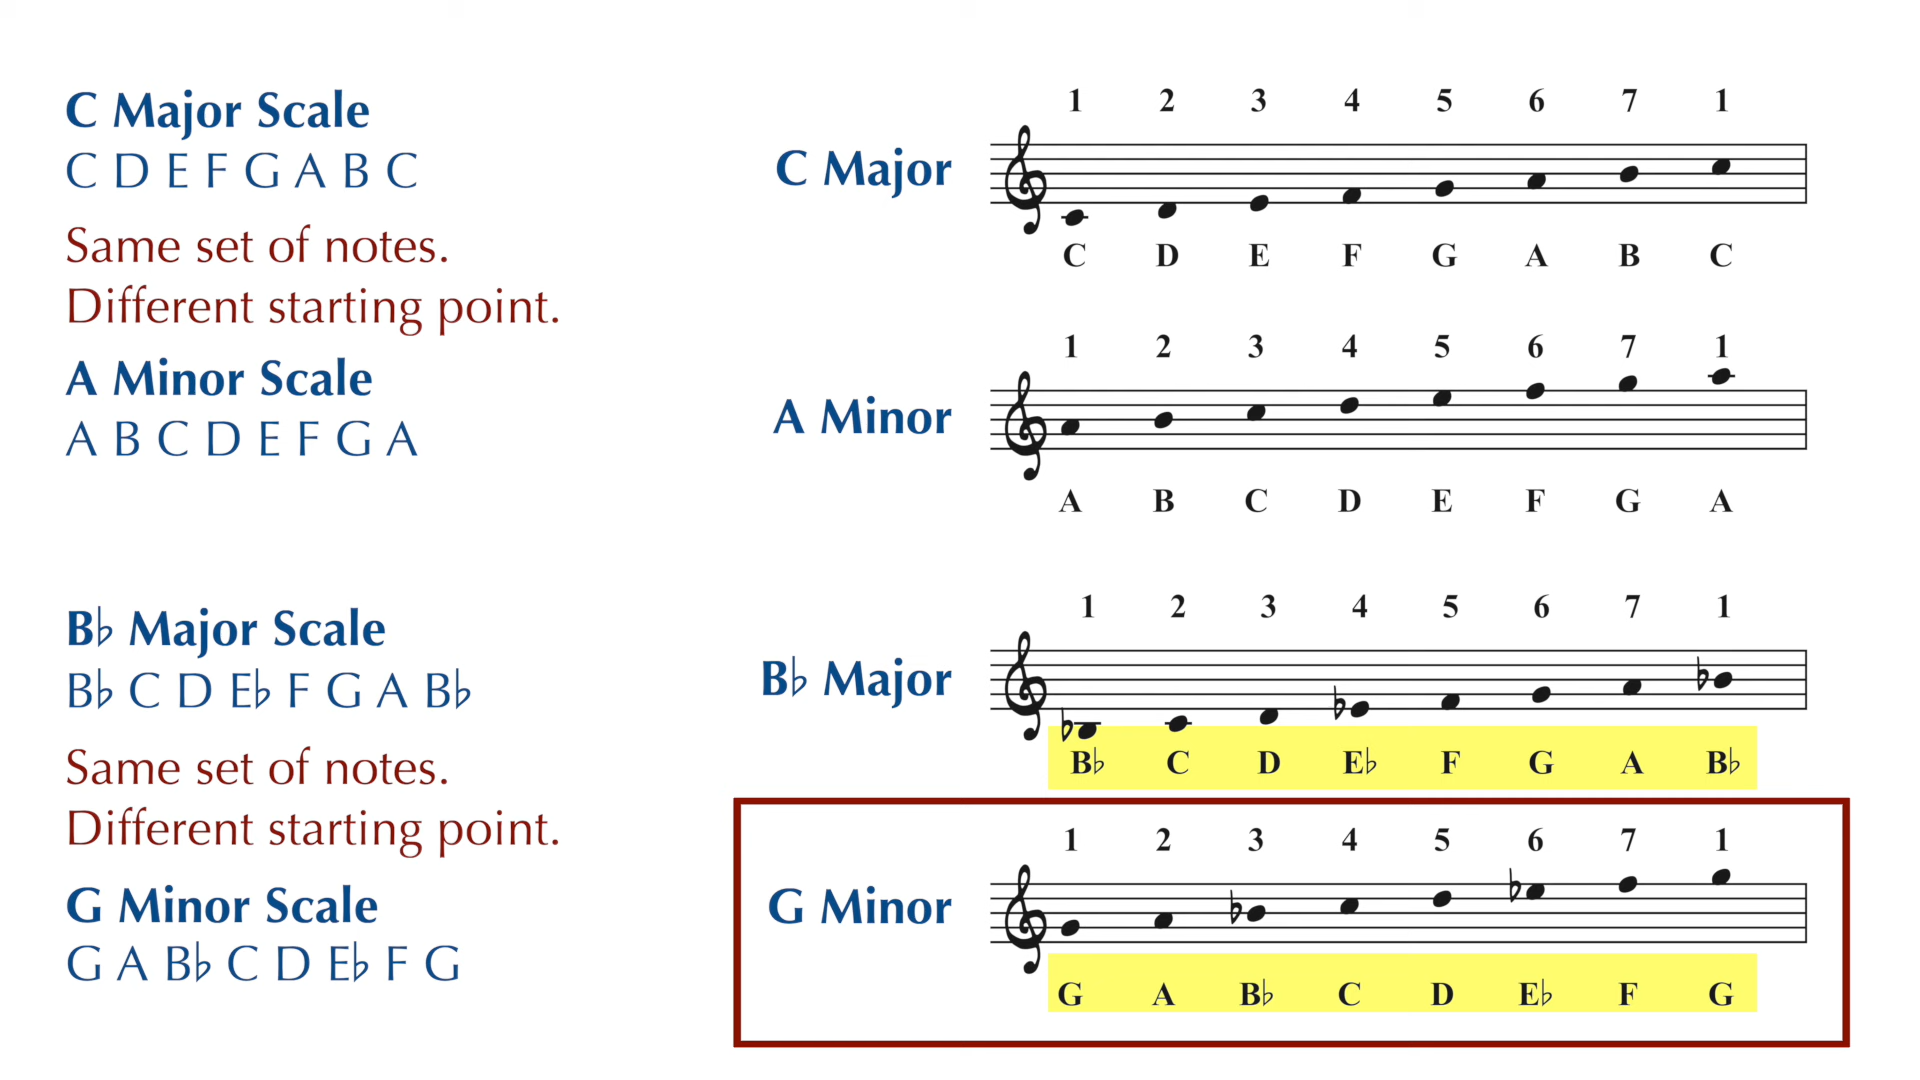 C Major Scale
C D E F G A B C
Same set of notes.
Different starting point.
A Minor Scale
A B C D E F G A
B♭ Major Scale
B♭ C D E♭ F G A B♭
Same set of notes.
Different starting point.
G Minor Scale
G A B♭ C D E♭ F G
1 2 3 4 5 6 7 1
C Major
C D E F G A B C
1 2 3 4 5 6 7 1
A Minor
A B C D E F G A
1 2 3 4 5 6 7 1
B♭ Major
B♭ C D E♭ F G A B♭
1 2 3 4 5 6 7 1
G Minor
G A B♭ C D E♭ F G